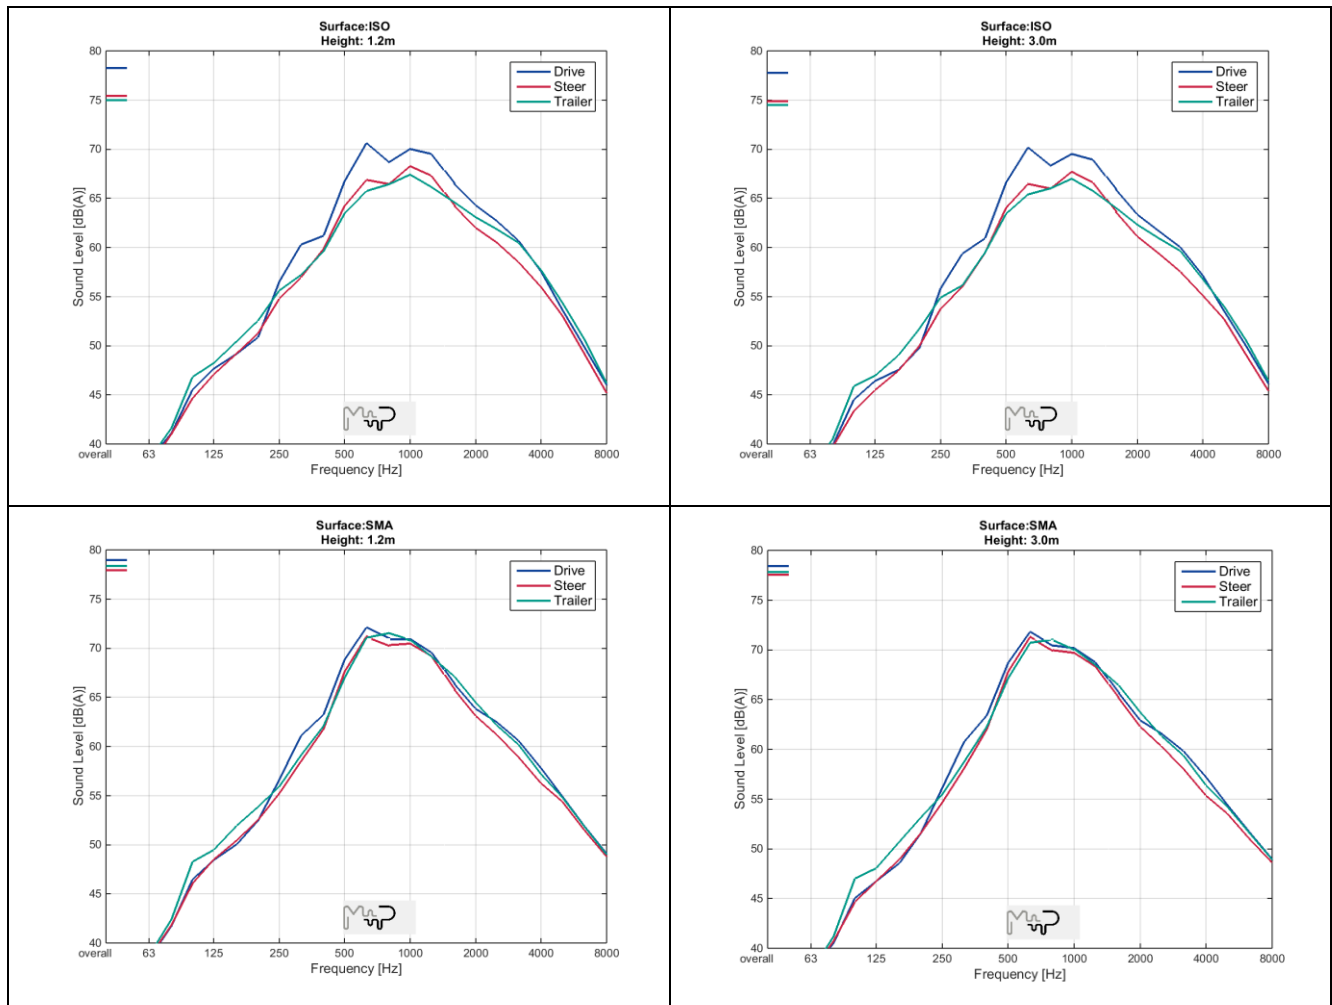 Surface:ISO
Height: 1.2m
80
75
70
65
60
55
50
45
40
Sound Level [dB(A)]
Drive
Steer
Trailer
overall 63 125 250 500 1000 2000 4000 8000
Frequency [Hz]
Surface:ISO
Height: 3.0m
80
75
70
65
60
55
50
45
40
Sound Level [dB(A)]
Drive
Steer
Trailer
overall 63 125 250 500 1000 2000 4000 8000
Frequency [Hz]
Surface:SMA
Height: 1.2m
80
75
70
65
60
55
50
45
40
Sound Level [dB(A)]
Drive
Steer
Trailer
overall 63 125 250 500 1000 2000 4000 8000
Frequency [Hz]
Surface:SMA
Height: 3.0m
80
75
70
65
60
55
50
45
40
Sound Level [dB(A)]
Drive
Steer
Trailer
overall 63 125 250 500 1000 2000 4000 8000
Frequency [Hz]